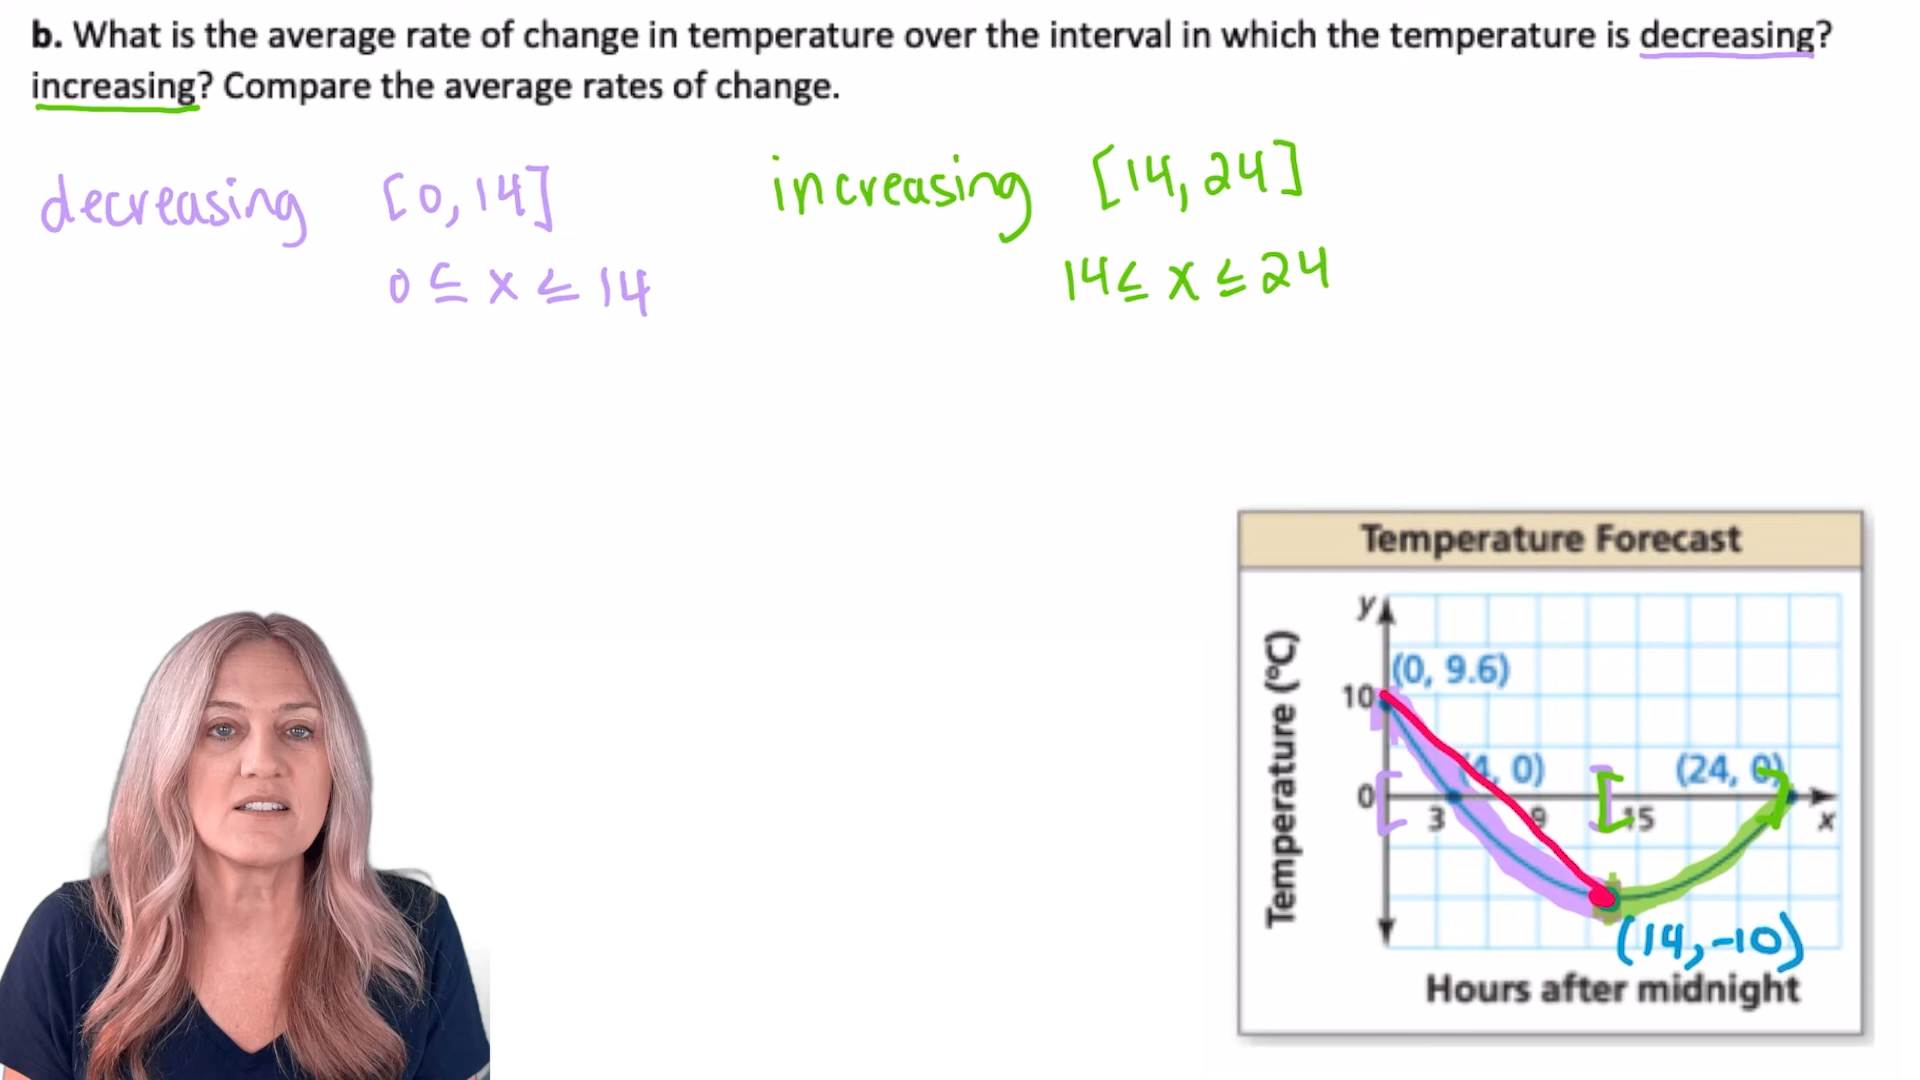 b. What is the average rate of change in temperature over the interval in which the temperature is decreasing?
increasing? Compare the average rates of change.
decreasing [0,14]
0 ≤ x ≤ 14
increasing [14,24]
14 ≤ x ≤ 24
Temperature Forecast
Temperature (°C)
y
(0, 9.6)
10
(4, 0)
(24, 0)
0
3
9
15
x
(14,-10)
Hours after midnight